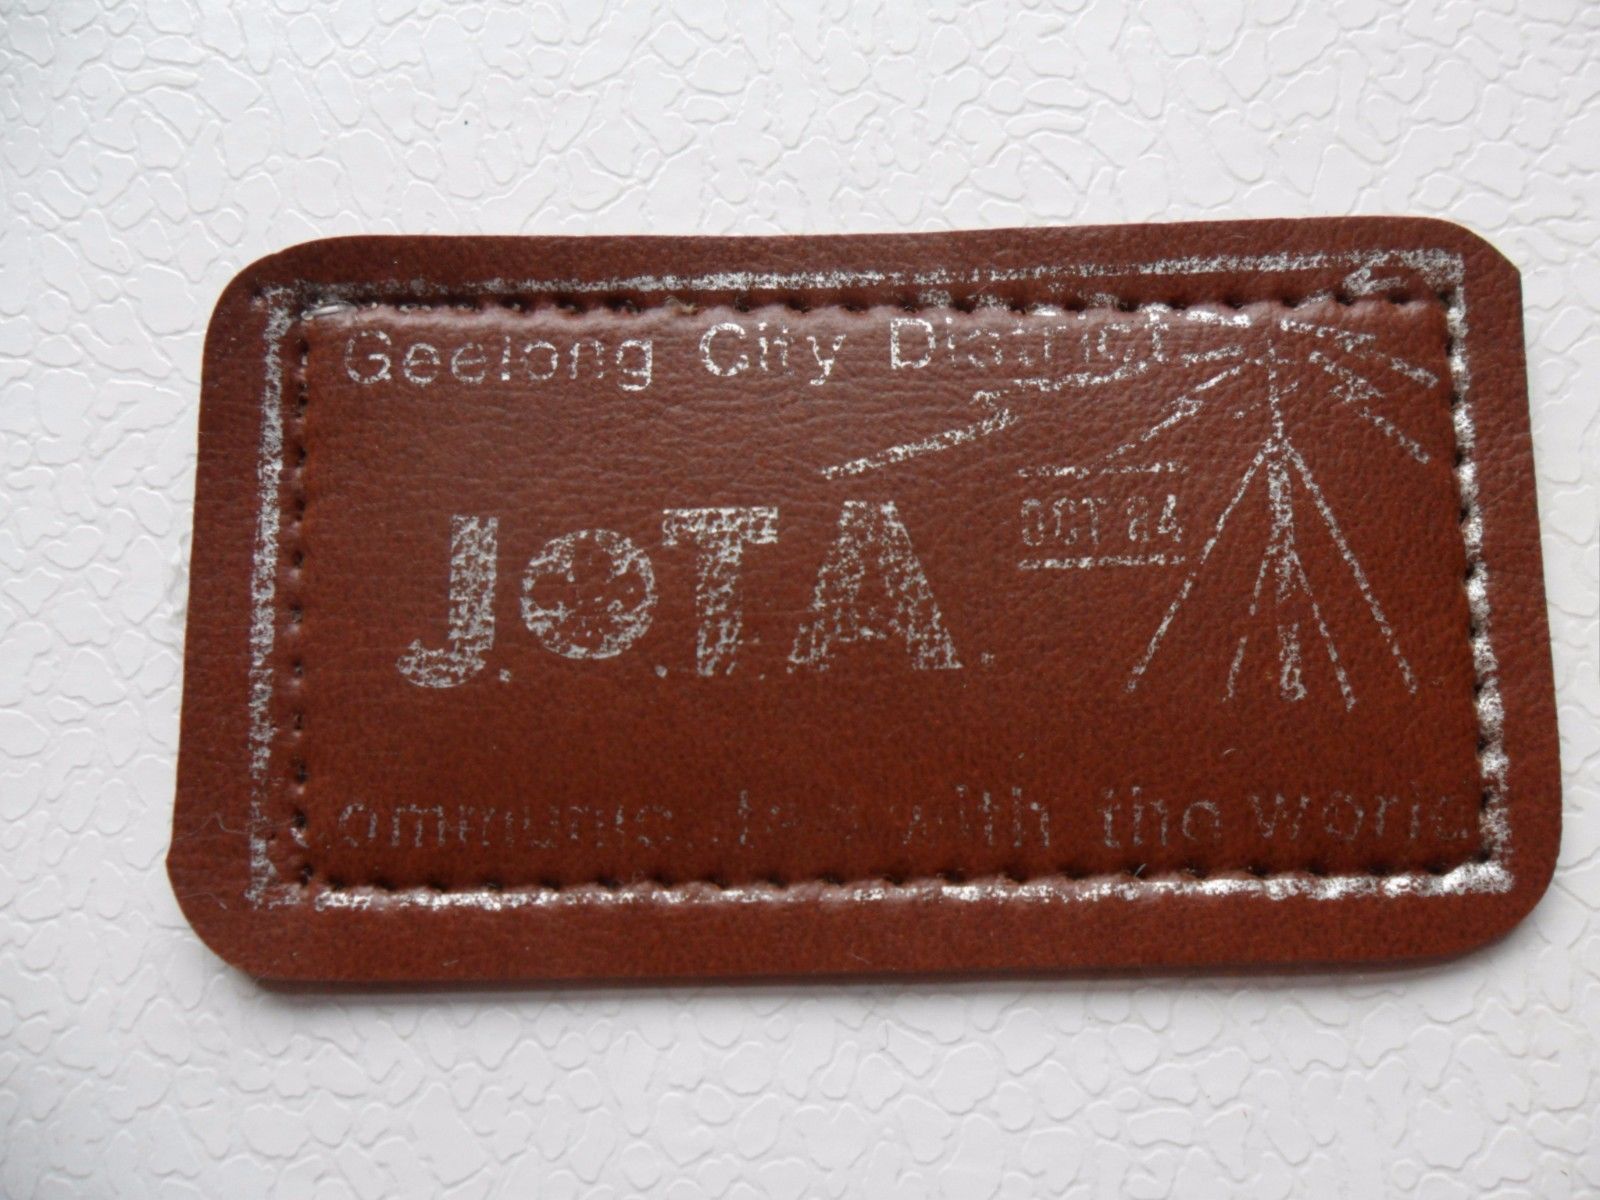 Geelong City District
OCT 84
J.O.T.A.
with the world